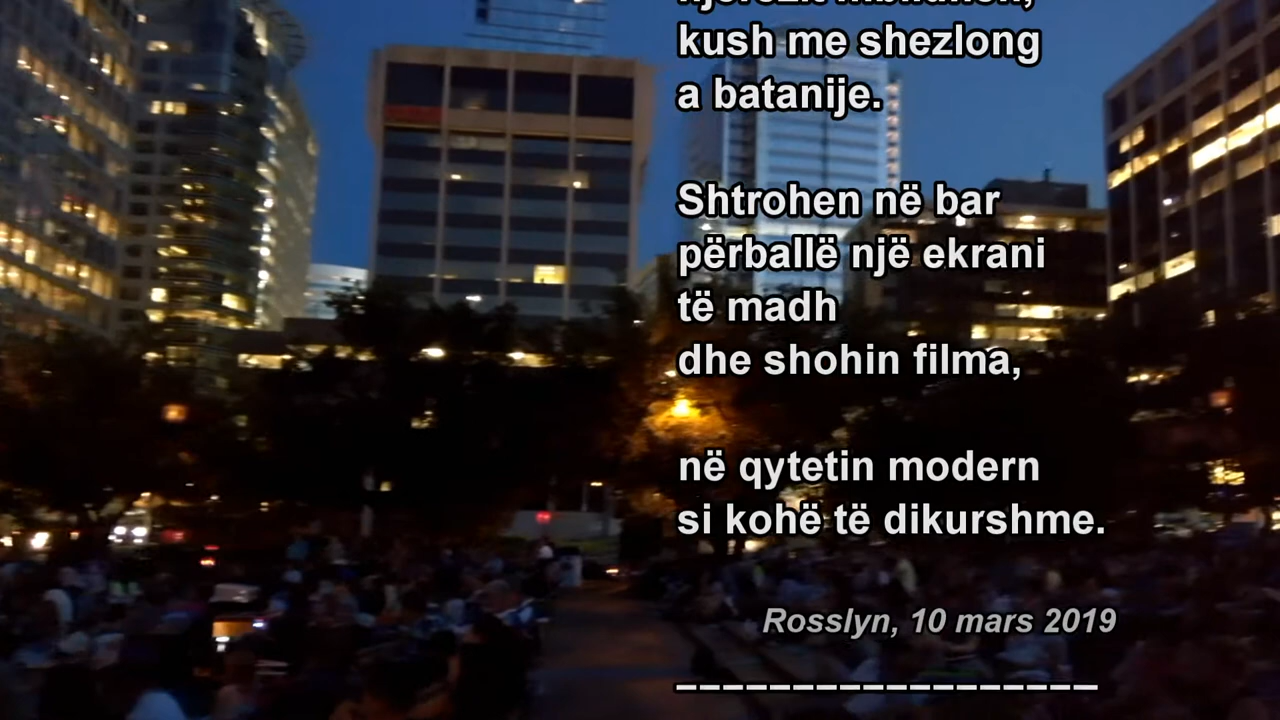 kush me shezlong
a batanije.
Shtrohen në bar
përballë një ekrani
të madh
dhe shohin filma,
në qytetin modern
si kohë të dikurshme.
Rosslyn, 10 mars 2019
__________________